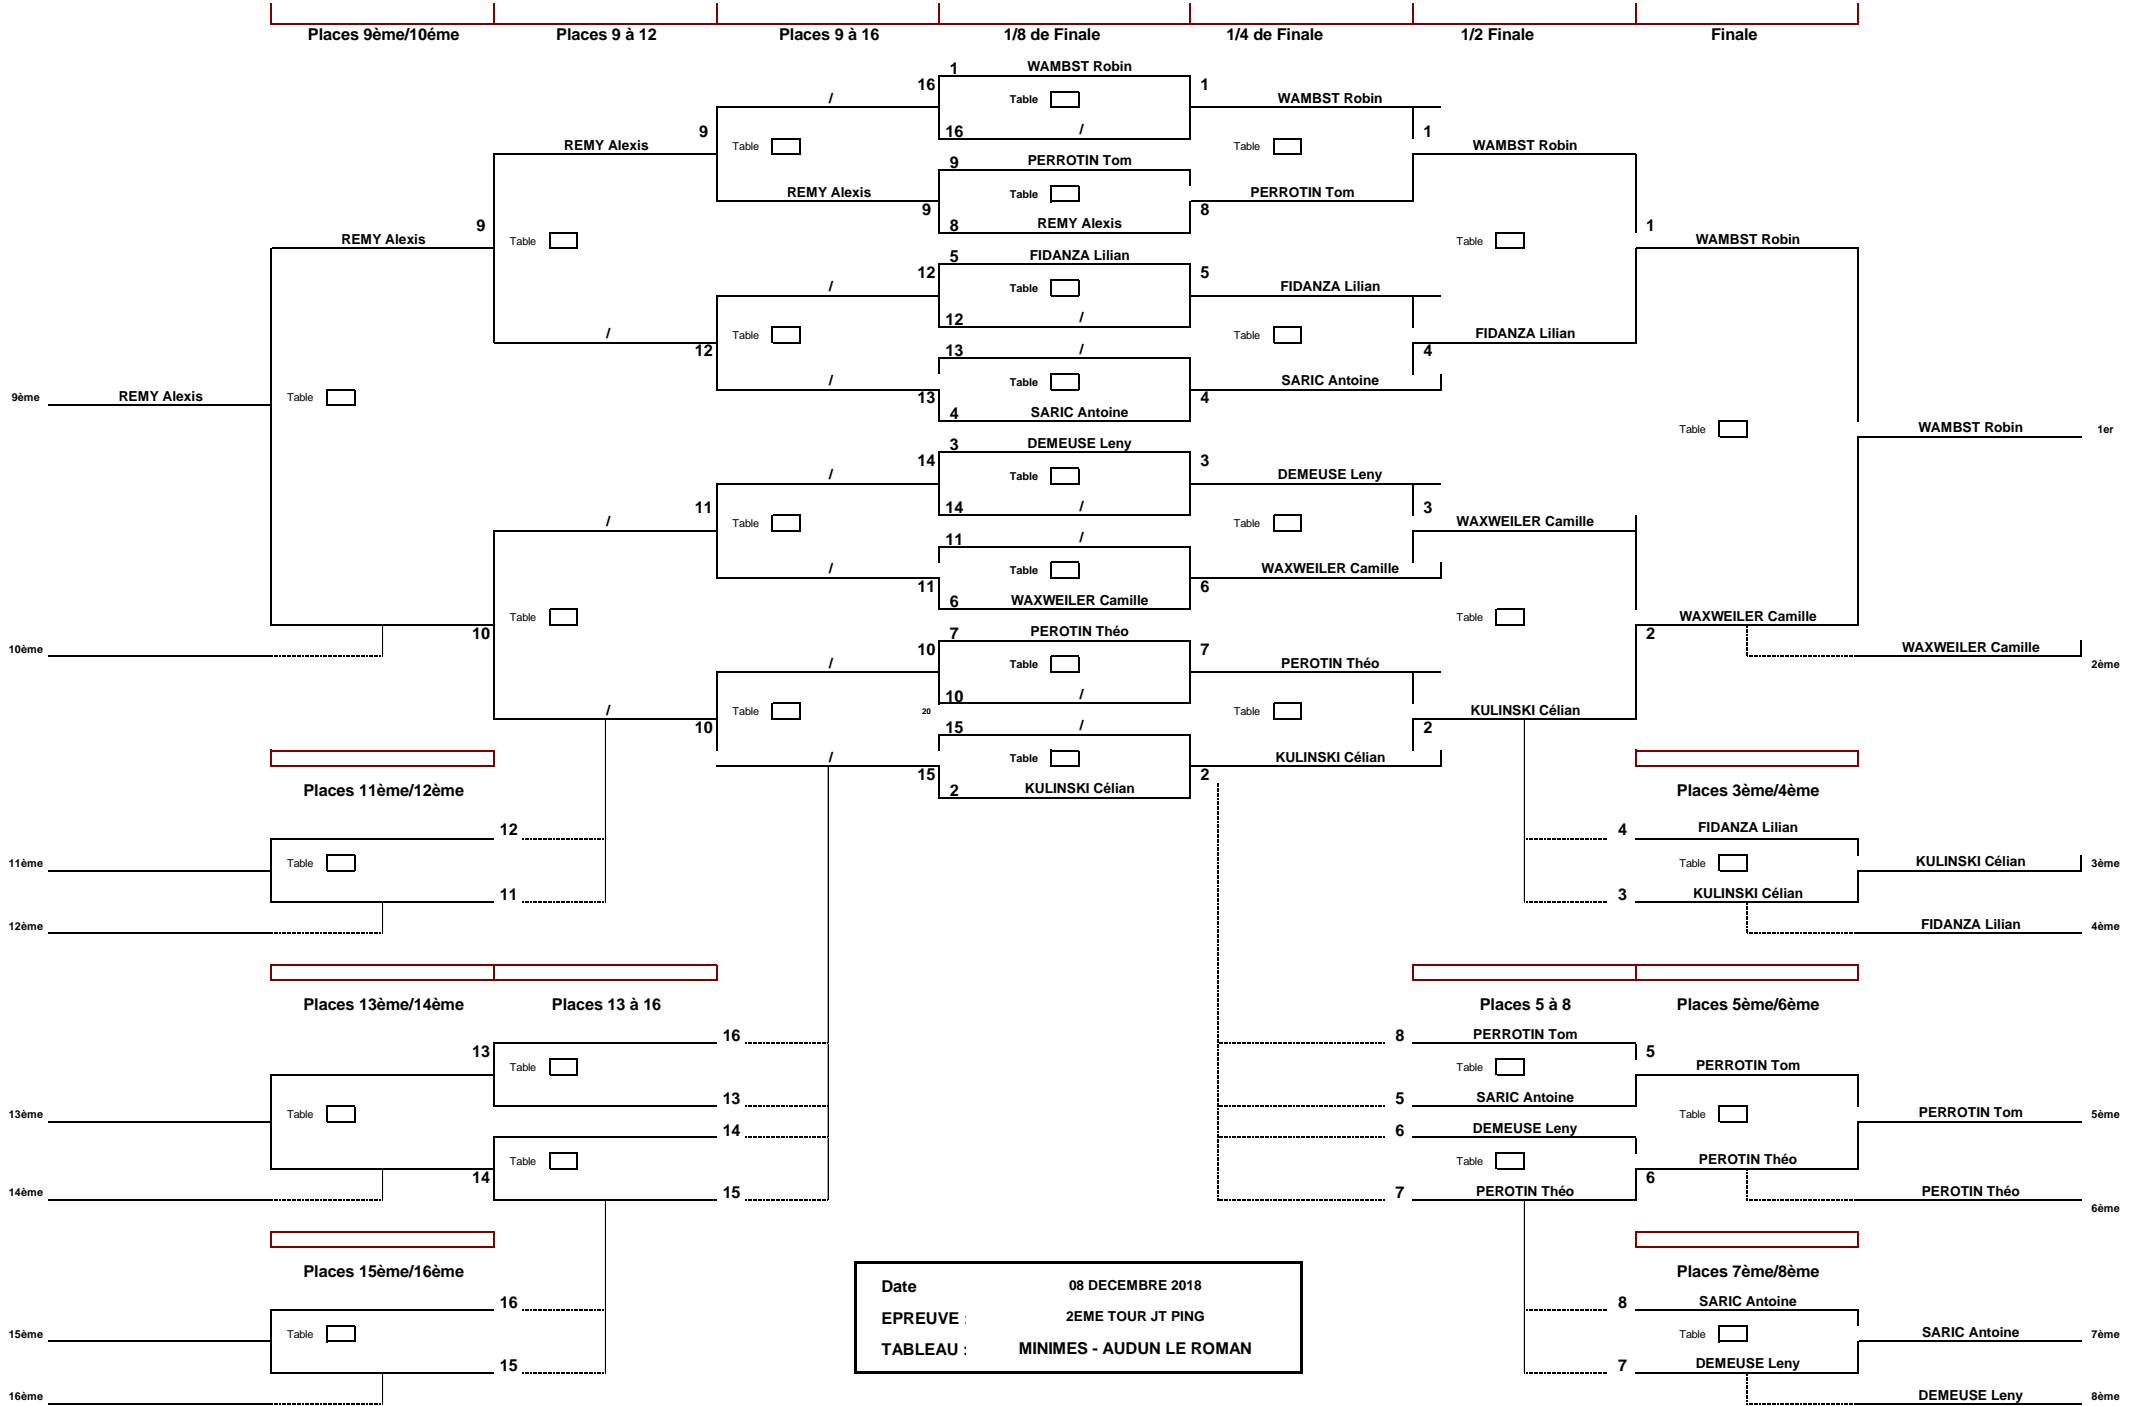 Places 9ème/10éme Places 9 à 12 Places 9 à 16 1/8 de Finale 1/4 de Finale 1/2 Finale Finale
1 WAMBST Robin
16 1
/ Table WAMBST Robin
9 16 / 1
REMY Alexis Table Table WAMBST Robin
9 PERROTIN Tom
REMY Alexis Table PERROTIN Tom
9 8
9 8 REMY Alexis 1
REMY Alexis Table Table WAMBST Robin
5 FIDANZA Lilian
12 5
/ Table FIDANZA Lilian
12 /
/ Table Table FIDANZA Lilian
12 13 / 4
/ Table SARIC Antoine
9ème REMY Alexis Table 13 4
4 SARIC Antoine
Table WAMBST Robin 1er
3 DEMEUSE Leny
14 3
/ Table DEMEUSE Leny
11 14 / 3
/ Table Table WAXWEILER Camille
11 /
/ Table WAXWEILER Camille
11 6
6 WAXWEILER Camille
Table Table WAXWEILER Camille
10 7 PEROTIN Théo 2
10ème 10 7 WAXWEILER Camille
/ Table PEROTIN Théo 2ème
10 /
/ Table 20 Table KULINSKI Célian
10 15 / 2
/ Table KULINSKI Célian
15 2
2 KULINSKI Célian
Places 11ème/12ème Places 3ème/4ème
12 4 FIDANZA Lilian
11ème Table Table KULINSKI Célian 3ème
11 3 KULINSKI Célian
12ème FIDANZA Lilian 4ème
Places 13ème/14ème Places 13 à 16 Places 5 à 8 Places 5ème/6ème
16 8 PERROTIN Tom
13 5
Table Table PERROTIN Tom
13 5 SARIC Antoine
13ème Table Table PERROTIN Tom 5ème
14 6 DEMEUSE Leny
Table Table PEROTIN Théo
14 6
14ème 15 7 PEROTIN Théo PEROTIN Théo
6ème
Places 15ème/16ème Places 7ème/8ème
Date 08 DECEMBRE 2018
16 8 SARIC Antoine
EPREUVE : 2EME TOUR JT PING
15ème Table Table SARIC Antoine 7ème
TABLEAU : MINIMES - AUDUN LE ROMAN
15 7 DEMEUSE Leny
16ème DEMEUSE Leny 8ème